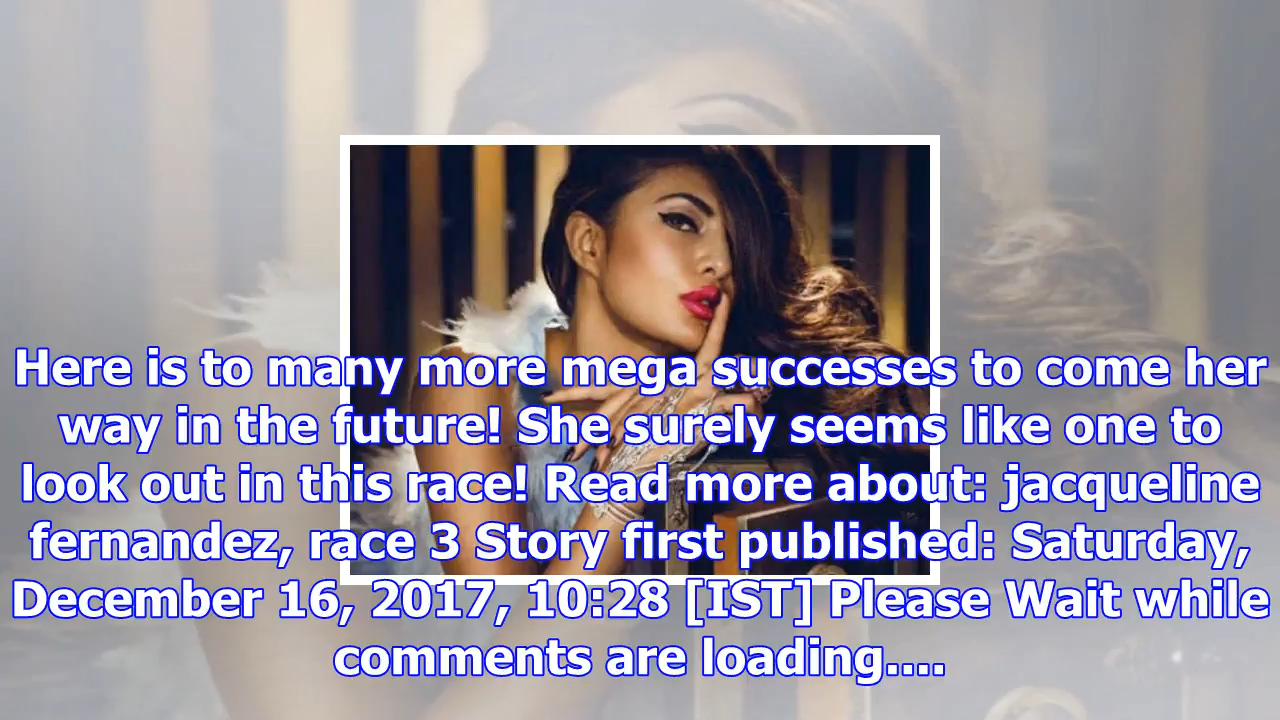 Here is to many more mega successes to come her
way in the future! She surely seems like one to
look out in this race! Read more about: jacqueline
fernandez, race 3 Story first published: Saturday,
December 16, 2017, 10:28 [IST] Please Wait while
comments are loading....